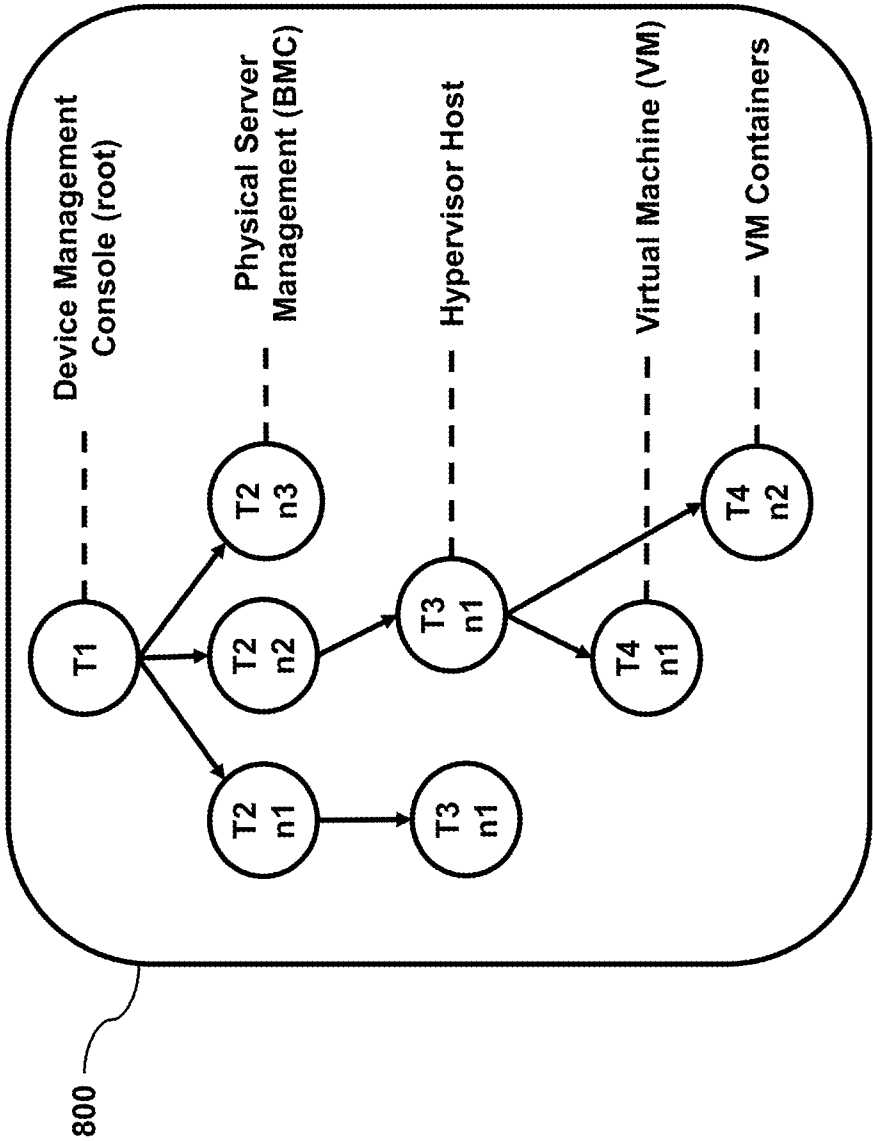 800
T1
Device Management
Console (root)
T2
n1
T2
n2
T2
n3
Physical Server
Management (BMC)
T3
n1
T3
n1
Hypervisor Host
T4
n1
Virtual Machine (VM)
T4
n2
VM Containers